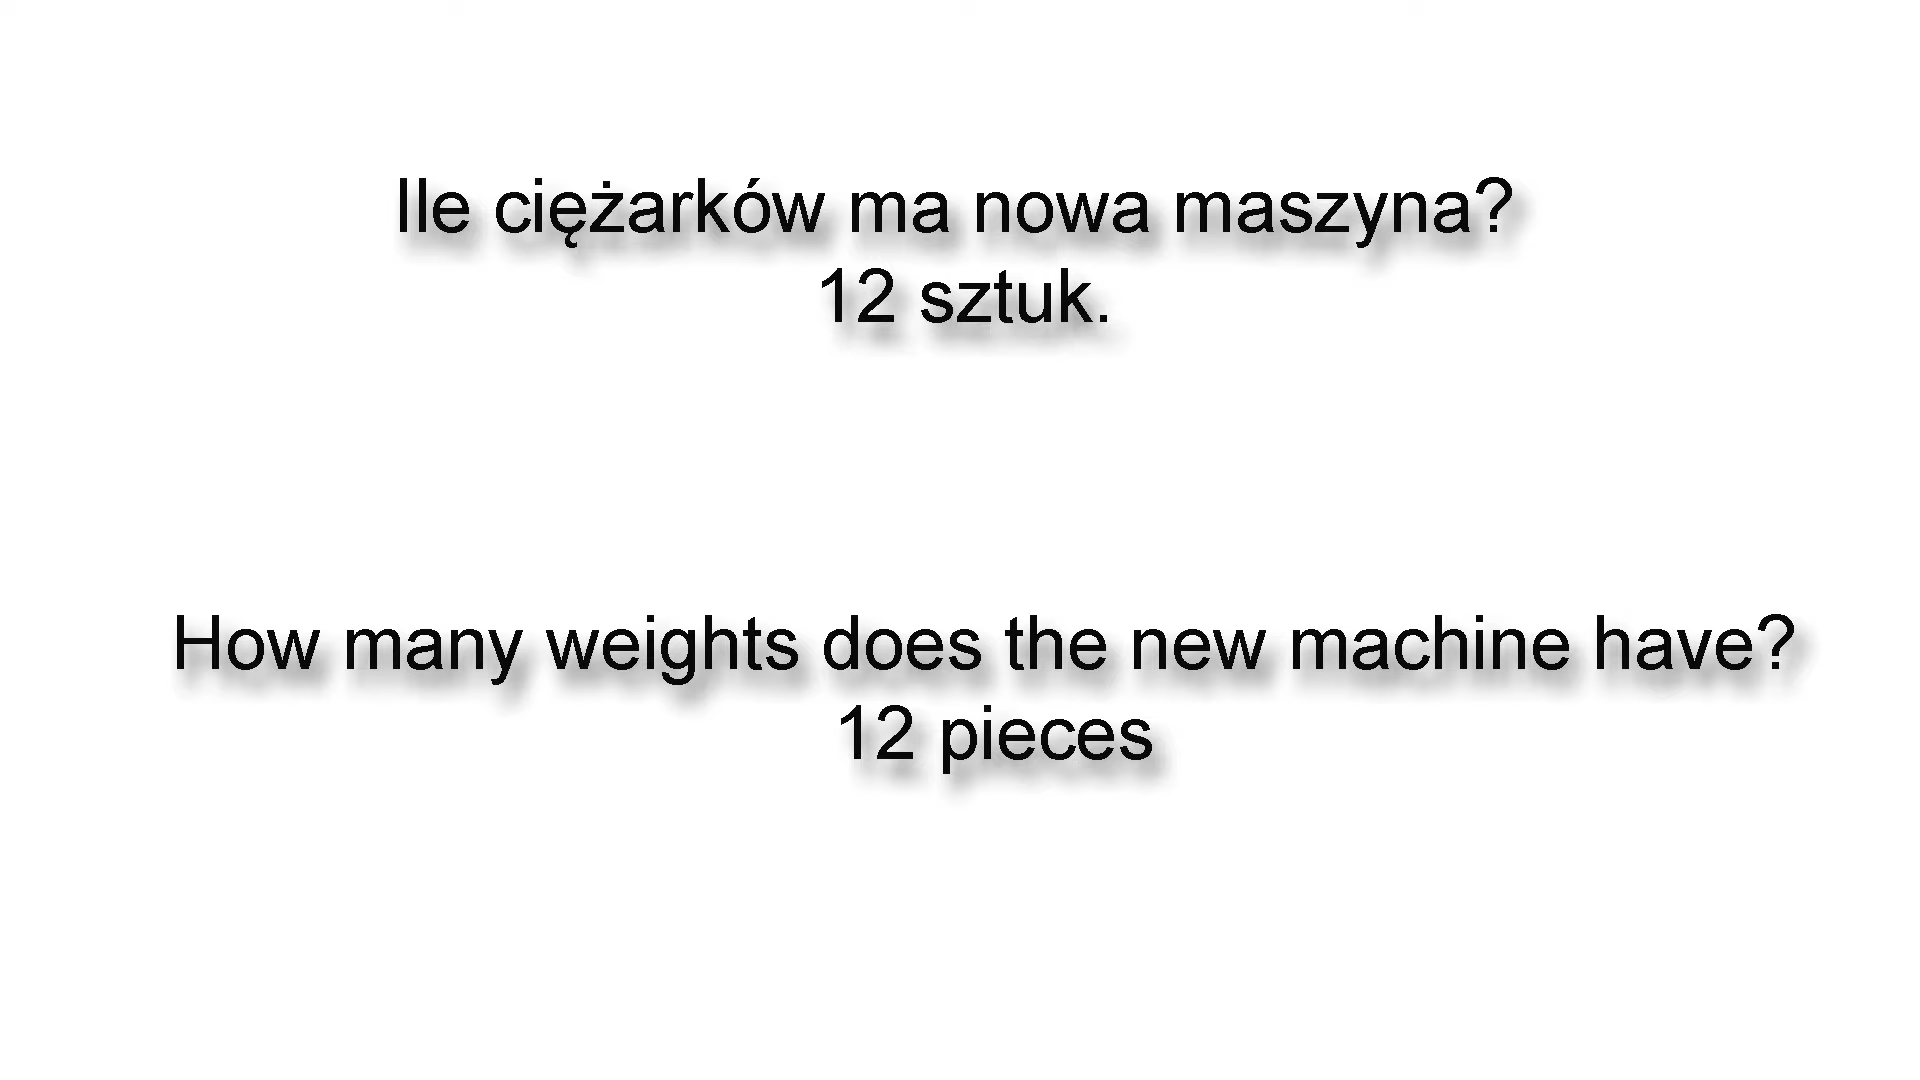 Ile ciężarków ma nowa maszyna?
12 sztuk.
How many weights does the new machine have?
12 pieces